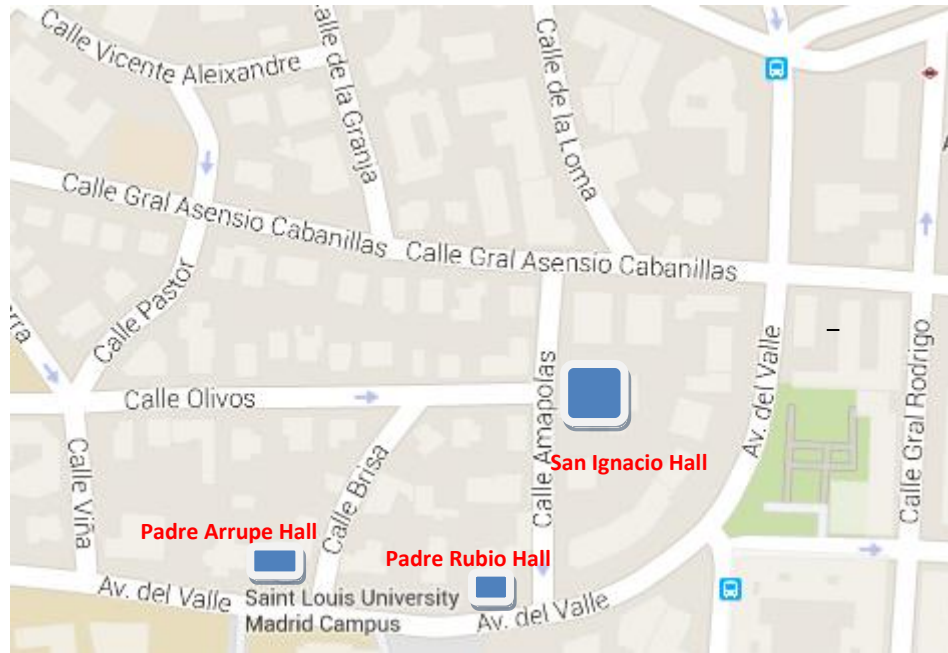 Calle Vicente Aleixandre
alle de la Granja
Calle de la Loma
Calle Gral Asensio Cabanillas
Calle Gral Asensio Cabanillas
Calle Pastor
rra
Calle Olivos
Calle Amapolas
Av. del Valle
Calle Gral Rodrigo
San Ignacio Hall
Calle Viña
Calle Brisa
Padre Arrupe Hall
Padre Rubio Hall
Av. del Valle
Saint Louis University
Madrid Campus
Av. del Valle